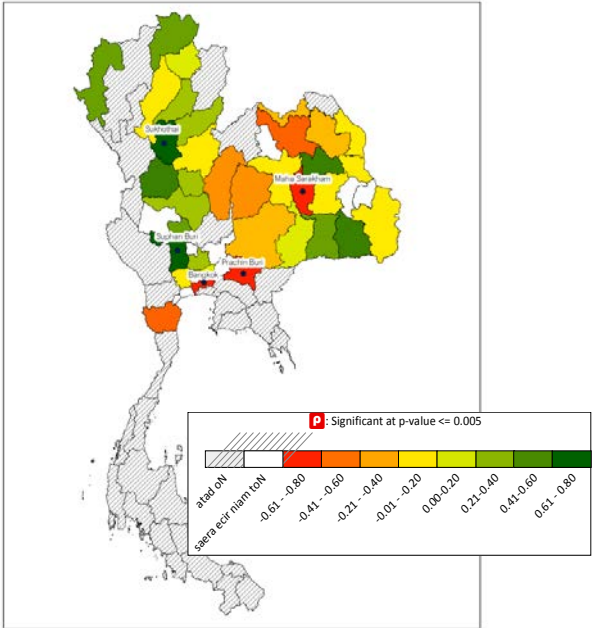 Sukhothai
Maha Sarakham
Suphan Buri
Prachin Buri
Bangkok
P : Significant at p-value <= 0.005
atad oN
saera ecir niam toN
-0.61 - -0.80
-0.41 - -0.60
-0.21 - -0.40
-0.01 - -0.20
0.00-0.20
0.21-0.40
0.41-0.60
0.61 - 0.80